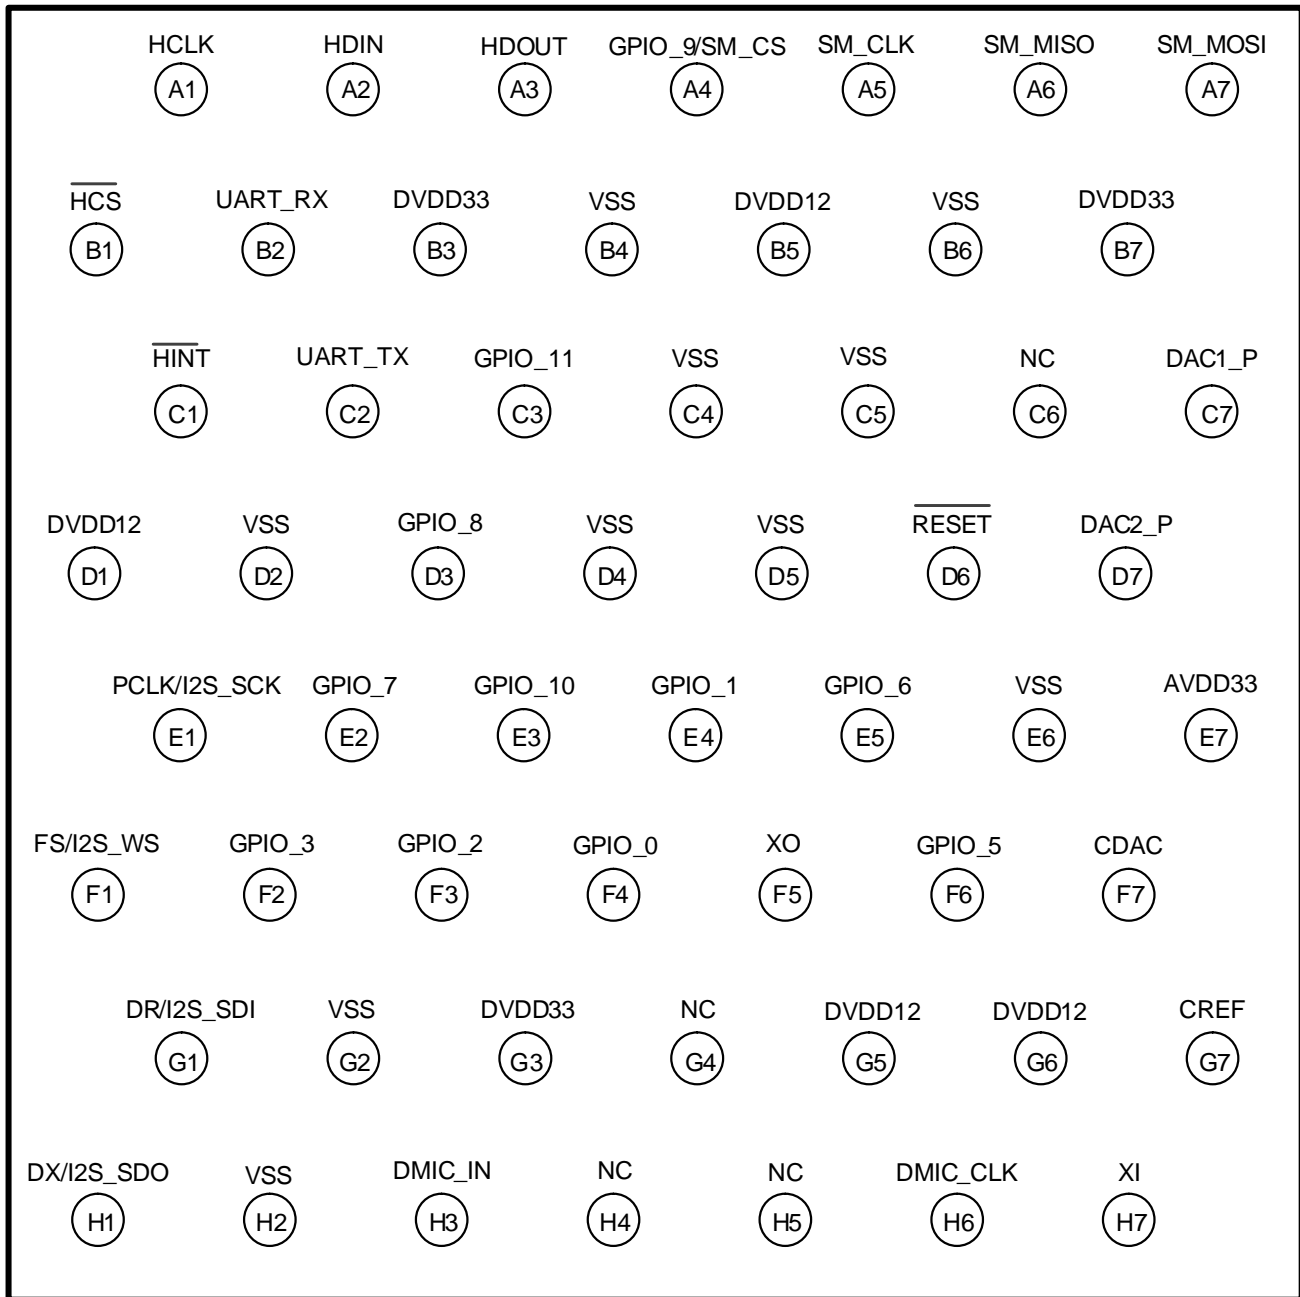 HCLK HDIN HDOUT GPIO_9/SM_CS SM_CLK SM_MISO SM_MOSI
A1 A2 A3 A4 A5 A6 A7
HCS UART_RX DVDD33 VSS DVDD12 VSS DVDD33
B1 B2 B3 B4 B5 B6 B7
HINT UART_TX GPIO_11 VSS VSS NC DAC1_P
C1 C2 C3 C4 C5 C6 C7
DVDD12 VSS GPIO_8 VSS VSS RESET DAC2_P
D1 D2 D3 D4 D5 D6 D7
PCLK/I2S_SCK GPIO_7 GPIO_10 GPIO_1 GPIO_6 VSS AVDD33
E1 E2 E3 E4 E5 E6 E7
FS/I2S_WS GPIO_3 GPIO_2 GPIO_0 XO GPIO_5 CDAC
F1 F2 F3 F4 F5 F6 F7
DR/I2S_SDI VSS DVDD33 NC DVDD12 DVDD12 CREF
G1 G2 G3 G4 G5 G6 G7
DX/I2S_SDO VSS DMIC_IN NC NC DMIC_CLK XI
H1 H2 H3 H4 H5 H6 H7